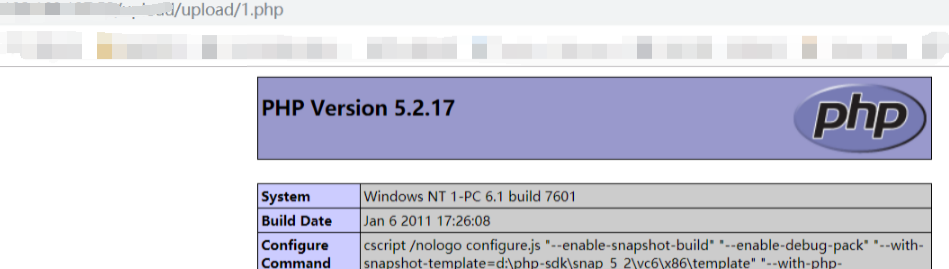 /upload/1.php
PHP Version 5.2.17
php
System Windows NT 1-PC 6.1 build 7601
Build Date Jan 6 2011 17:26:08
Configure Command cscript /nologo configure.js "--enable-snapshot-build" "--enable-debug-pack" "--with-
snapshot-template=d:\php-sdk\snap_5_2\vc6\x86\template" "--with-php-